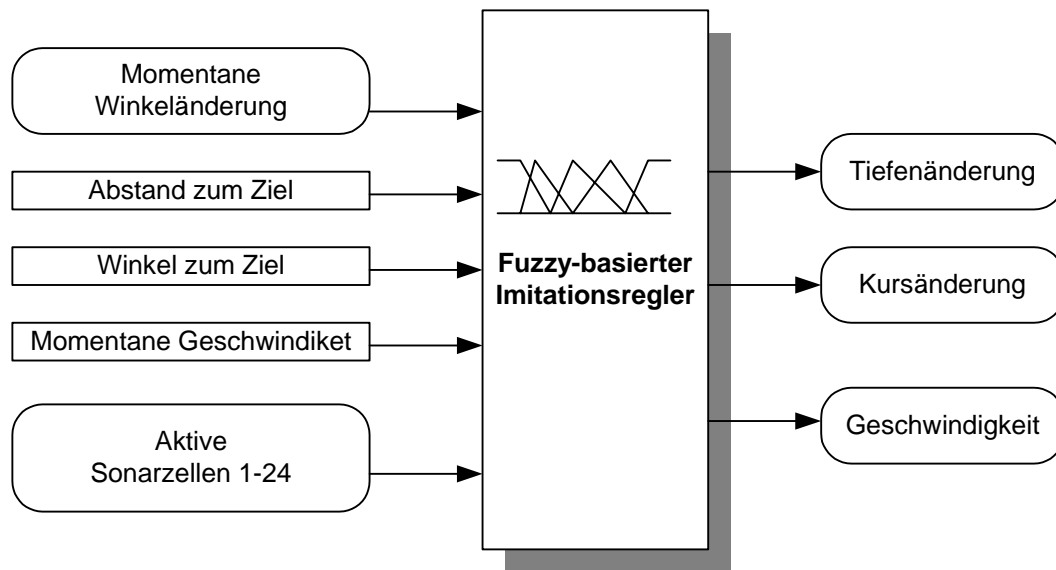 Momentane
Winkeländerung
Abstand zum Ziel
Winkel zum Ziel
Momentane Geschwindiket
Aktive
Sonarzellen 1-24
Fuzzy-basierter
Imitationsregler
Tiefenänderung
Kursänderung
Geschwindigkeit